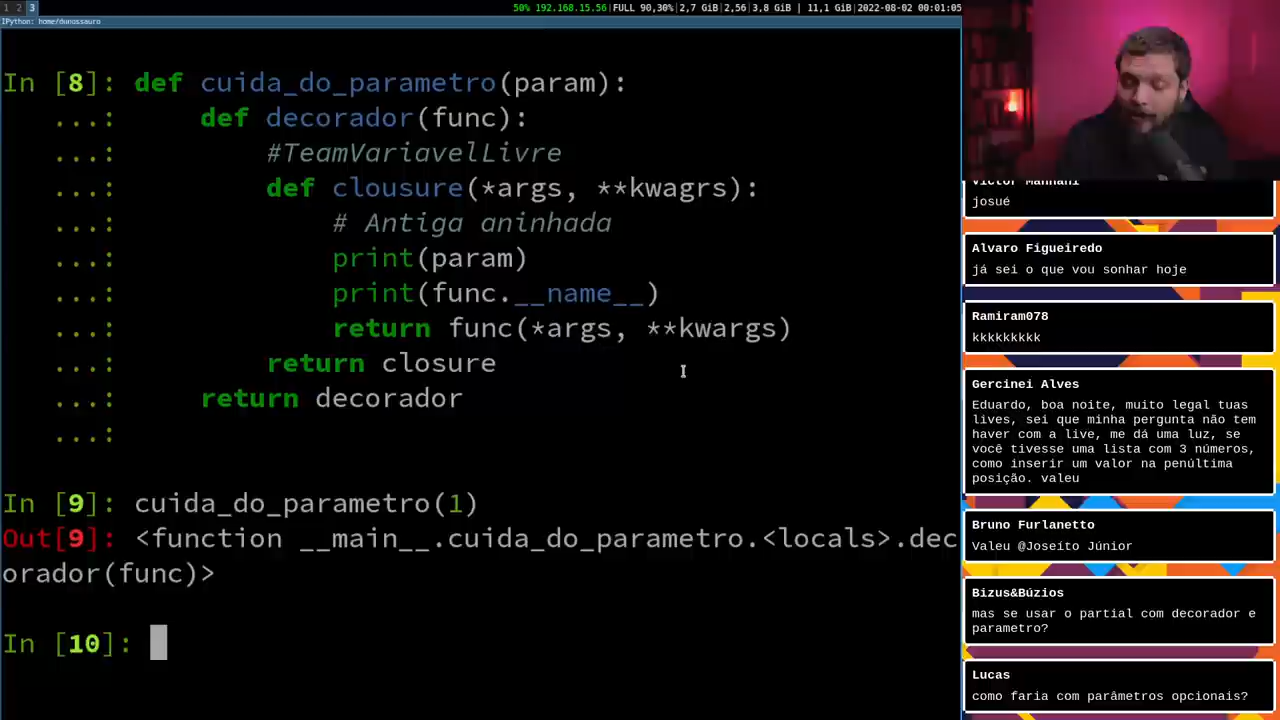 1 2 3
50% 192.168.15.56|FULL 90,30%|2,7 GiB|2,56|3,8 GiB | 11,1 GiB|2022-08-02 00:01:05
IPython: home/dunossauro
In [8]: def cuida_do_parametro(param):
...: def decorador(func):
...: #TeamVariavelLivre
...: def clousure(*args, **kwagrs):
...: # Antiga aninhada
...: print(param)
...: print(func.__name__)
...: return func(*args, **kwargs)
...: return closure
...: return decorador
...:
In [9]: cuida_do_parametro(1)
Out[9]: <function __main__.cuida_do_parametro.<locals>.dec
orador(func)>
In [10]:
Victor Mannani
josué
Alvaro Figueiredo
já sei o que vou sonhar hoje
Ramiram078
kkkkkkkkk
Gercinei Alves
Eduardo, boa noite, muito legal tuas
lives, sei que minha pergunta não tem
haver com a live, me dá uma luz, se
você tivesse uma lista com 3 números,
como inserir um valor na penúltima
posição. valeu
Bruno Furlanetto
Valeu @Joseíto Júnior
Bizus&Búzios
mas se usar o partial com decorador e
parametro?
Lucas
como faria com parâmetros opcionais?